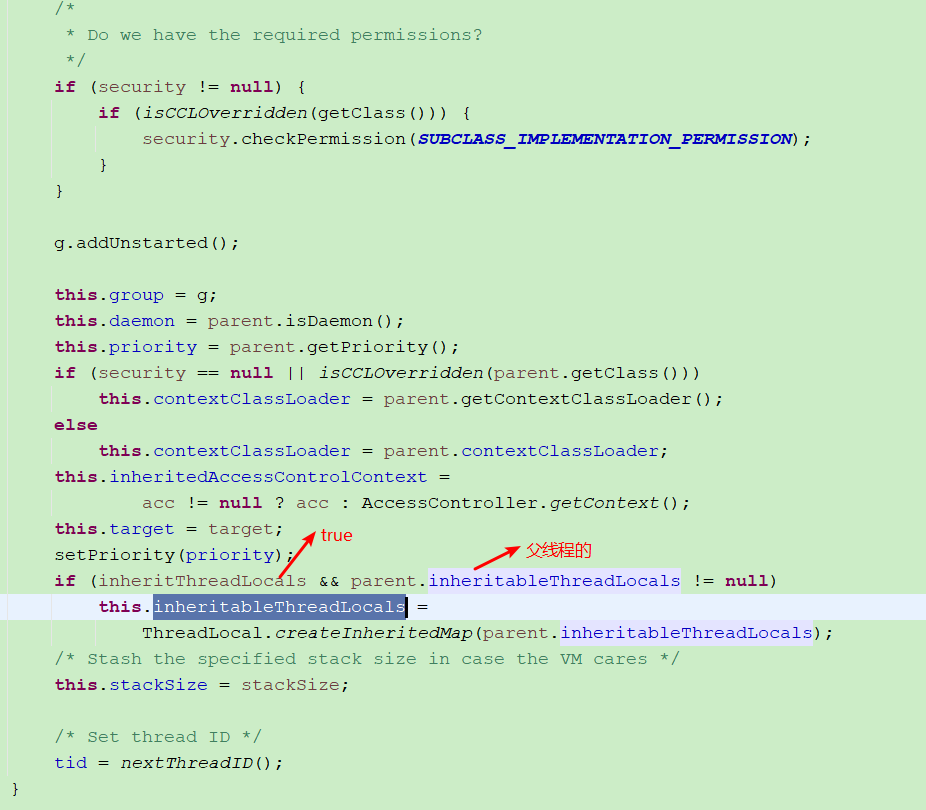 /*
 * Do we have the required permissions?
 */
if (security != null) {
    if (isCCLOverridden(getClass())) {
        security.checkPermission(SUBCLASS_IMPLEMENTATION_PERMISSION);
    }
}
g.addUnstarted();
this.group = g;
this.daemon = parent.isDaemon();
this.priority = parent.getPriority();
if (security == null || isCCLOverridden(parent.getClass()))
    this.contextClassLoader = parent.getContextClassLoader();
else
    this.contextClassLoader = parent.contextClassLoader;
this.inheritedAccessControlContext =
        acc != null ? acc : AccessController.getContext();
this.target = target;
true
setPriority(priority);
父线程的
if (inheritThreadLocals && parent.inheritableThreadLocals != null)
    this.inheritableThreadLocals =
        ThreadLocal.createInheritedMap(parent.inheritableThreadLocals);
/* Stash the specified stack size in case the VM cares */
this.stackSize = stackSize;
/* Set thread ID */
tid = nextThreadID();
}